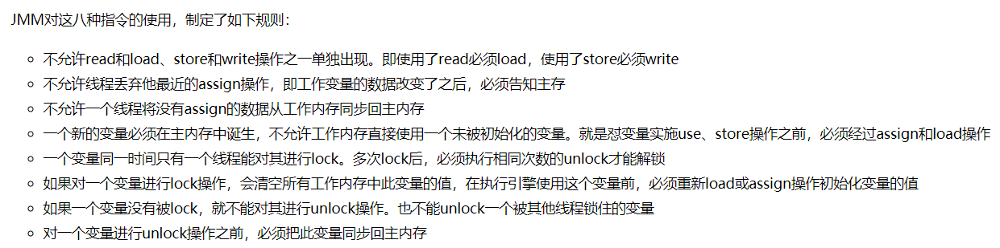 JMM对这八种指令的使用，制定了如下规则：
不允许read和load、store和write操作之一单独出现。即使用了read必须load，使用了store必须write
不允许线程丢弃他最近的assign操作，即工作变量的数据改变了之后，必须告知主存
不允许一个线程将没有assign的数据从工作内存同步回主内存
一个新的变量必须在主内存中诞生，不允许工作内存直接使用一个未被初始化的变量。就是怼变量实施use、store操作之前，必须经过assign和load操作
一个变量同一时间只有一个线程能对其进行lock。多次lock后，必须执行相同次数的unlock才能解锁
如果对一个变量进行lock操作，会清空所有工作内存中此变量的值，在执行引擎使用这个变量前，必须重新load或assign操作初始化变量的值
如果一个变量没有被lock，就不能对其进行unlock操作。也不能unlock一个被其他线程锁住的变量
对一个变量进行unlock操作之前，必须把此变量同步回主内存